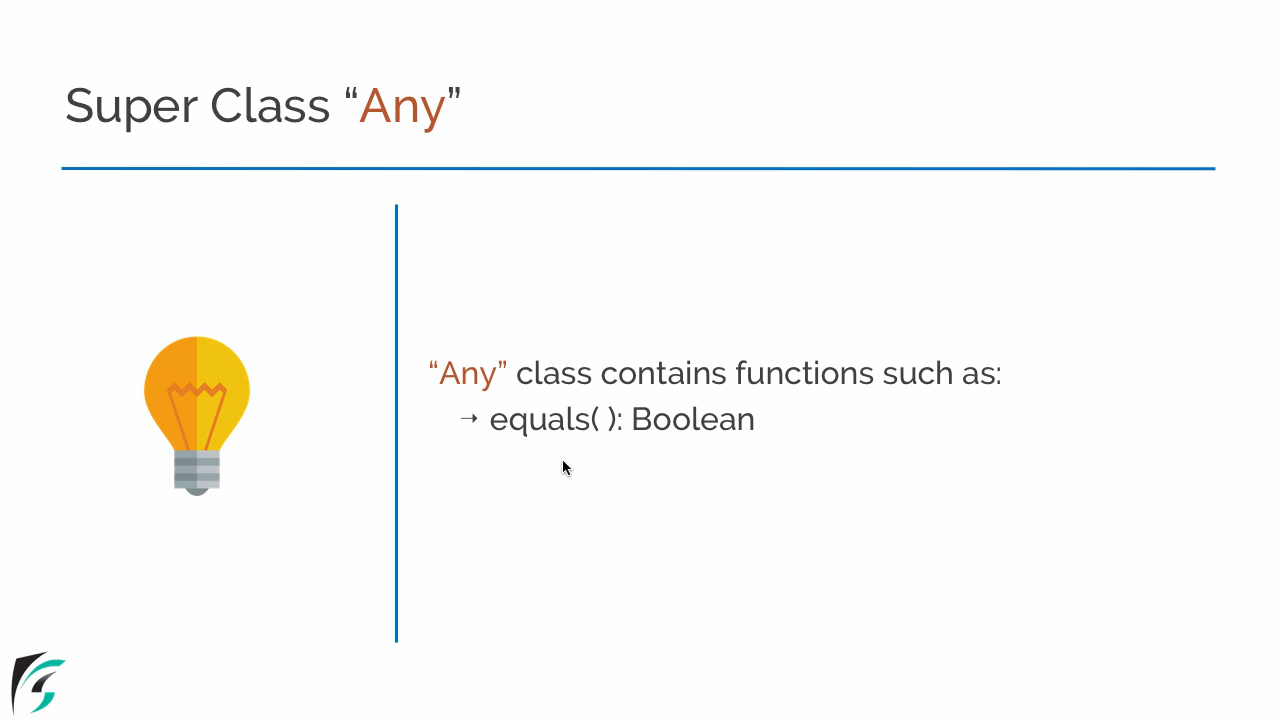 Super Class “Any”
“Any” class contains functions such as:
➝ equals( ): Boolean